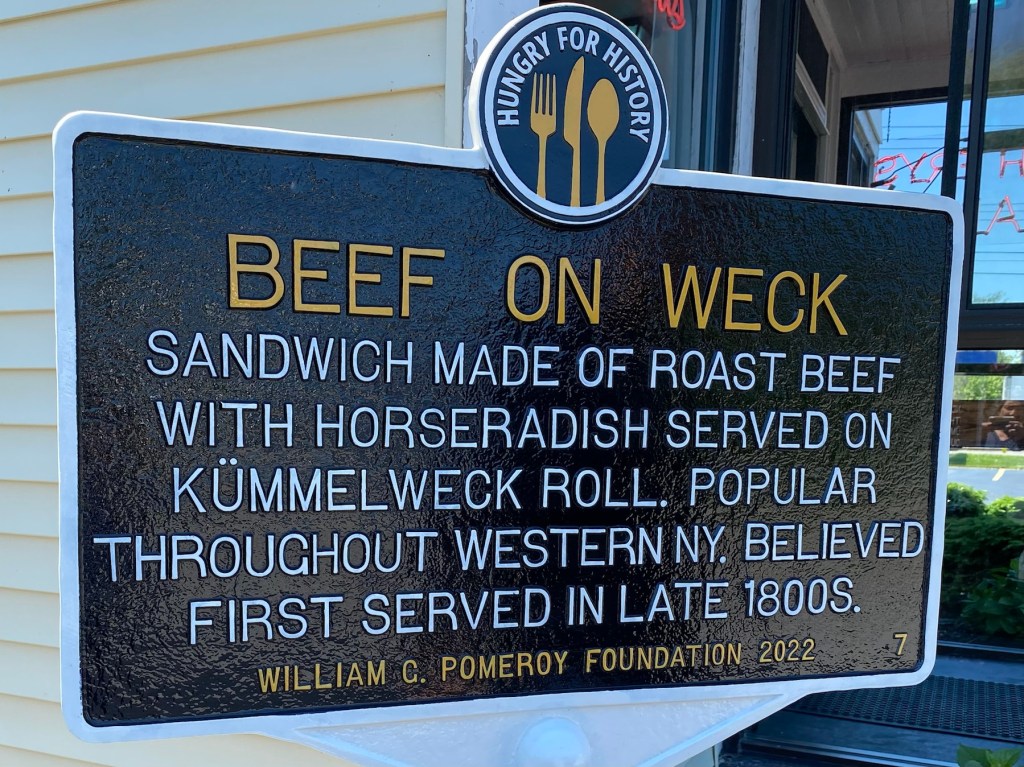 HUNGRY FOR HISTORY
BEEF ON WECK
SANDWICH MADE OF ROAST BEEF
WITH HORSERADISH SERVED ON
KÜMMELWECK ROLL. POPULAR
THROUGHOUT WESTERN NY. BELIEVED
FIRST SERVED IN LATE 1800S.
WILLIAM G. POMEROY FOUNDATION 2022 7